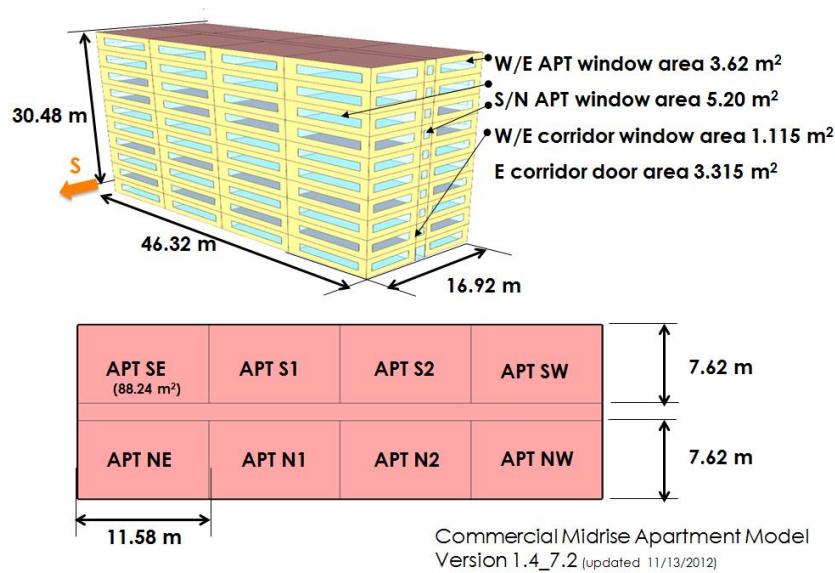 W/E APT window area 3.62 m²
30.48 m
S/N APT window area 5.20 m²
W/E corridor window area 1.115 m²
S
E corridor door area 3.315 m²
46.32 m
16.92 m
APT SE
(88.24 m²)
APT S1
APT S2
APT SW
7.62 m
APT NE
APT N1
APT N2
APT NW
7.62 m
11.58 m
Commercial Midrise Apartment Model
Version 1.4_7.2 (updated 11/13/2012)